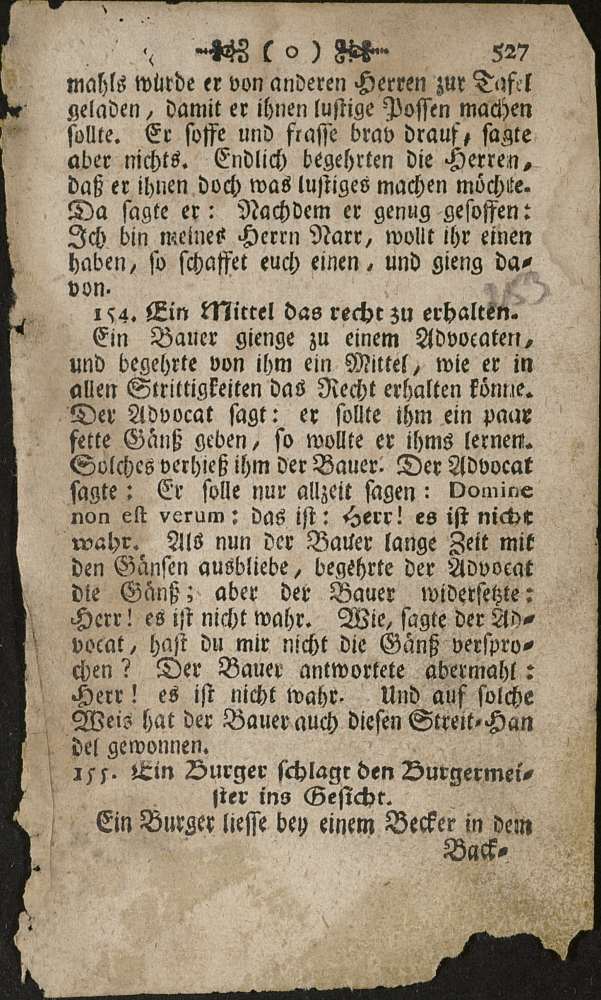 ( o ) 527
mahls würde er von anderen Herren zur Tafel
geladen, damit er ihnen lustige Possen machen
sollte. Er soffe und frasse brav drauf, sagte
aber nichts. Endlich begehrten die Herren,
daß er ihnen doch was lustiges machen möchte.
Da sagte er: Nachdem er genug gesoffen:
Ich bin meines Herrn Narr, wollt ihr einen
haben, so schaffet euch einen, und gieng da-
von.
154. Ein Mittel das recht zu erhalten.
Ein Bauer gienge zu einem Advocaten,
und begehrte von ihm ein Mittel, wie er in
allen Strittigkeiten das Recht erhalten könne.
Der Advocat sagt: er sollte ihm ein paar
fette Gänß geben, so wollte er ihms lernen.
Solches verhieß ihm der Bauer. Der Advocat
sagte: Er solle nur allzeit sagen: Domine
non est verum: das ist: Herr! es ist nicht
wahr. Als nun der Bauer lange Zeit mit
den Gänsen ausbliebe, begehrte der Advocat
die Gänß; aber der Bauer widersetzte:
Herr! es ist nicht wahr. Wie, sagte der Ad-
vocat, hast du mir nicht die Gänß verspro-
chen? Der Bauer antwortete abermahl:
Herr! es ist nicht wahr. Und auf solche
Weis hat der Bauer auch diesen Streit-Han
del gewonnen.
155. Ein Burger schlagt den Burgermei-
ster ins Gesicht.
Ein Burger liesse bey einem Becker in dem
Back-